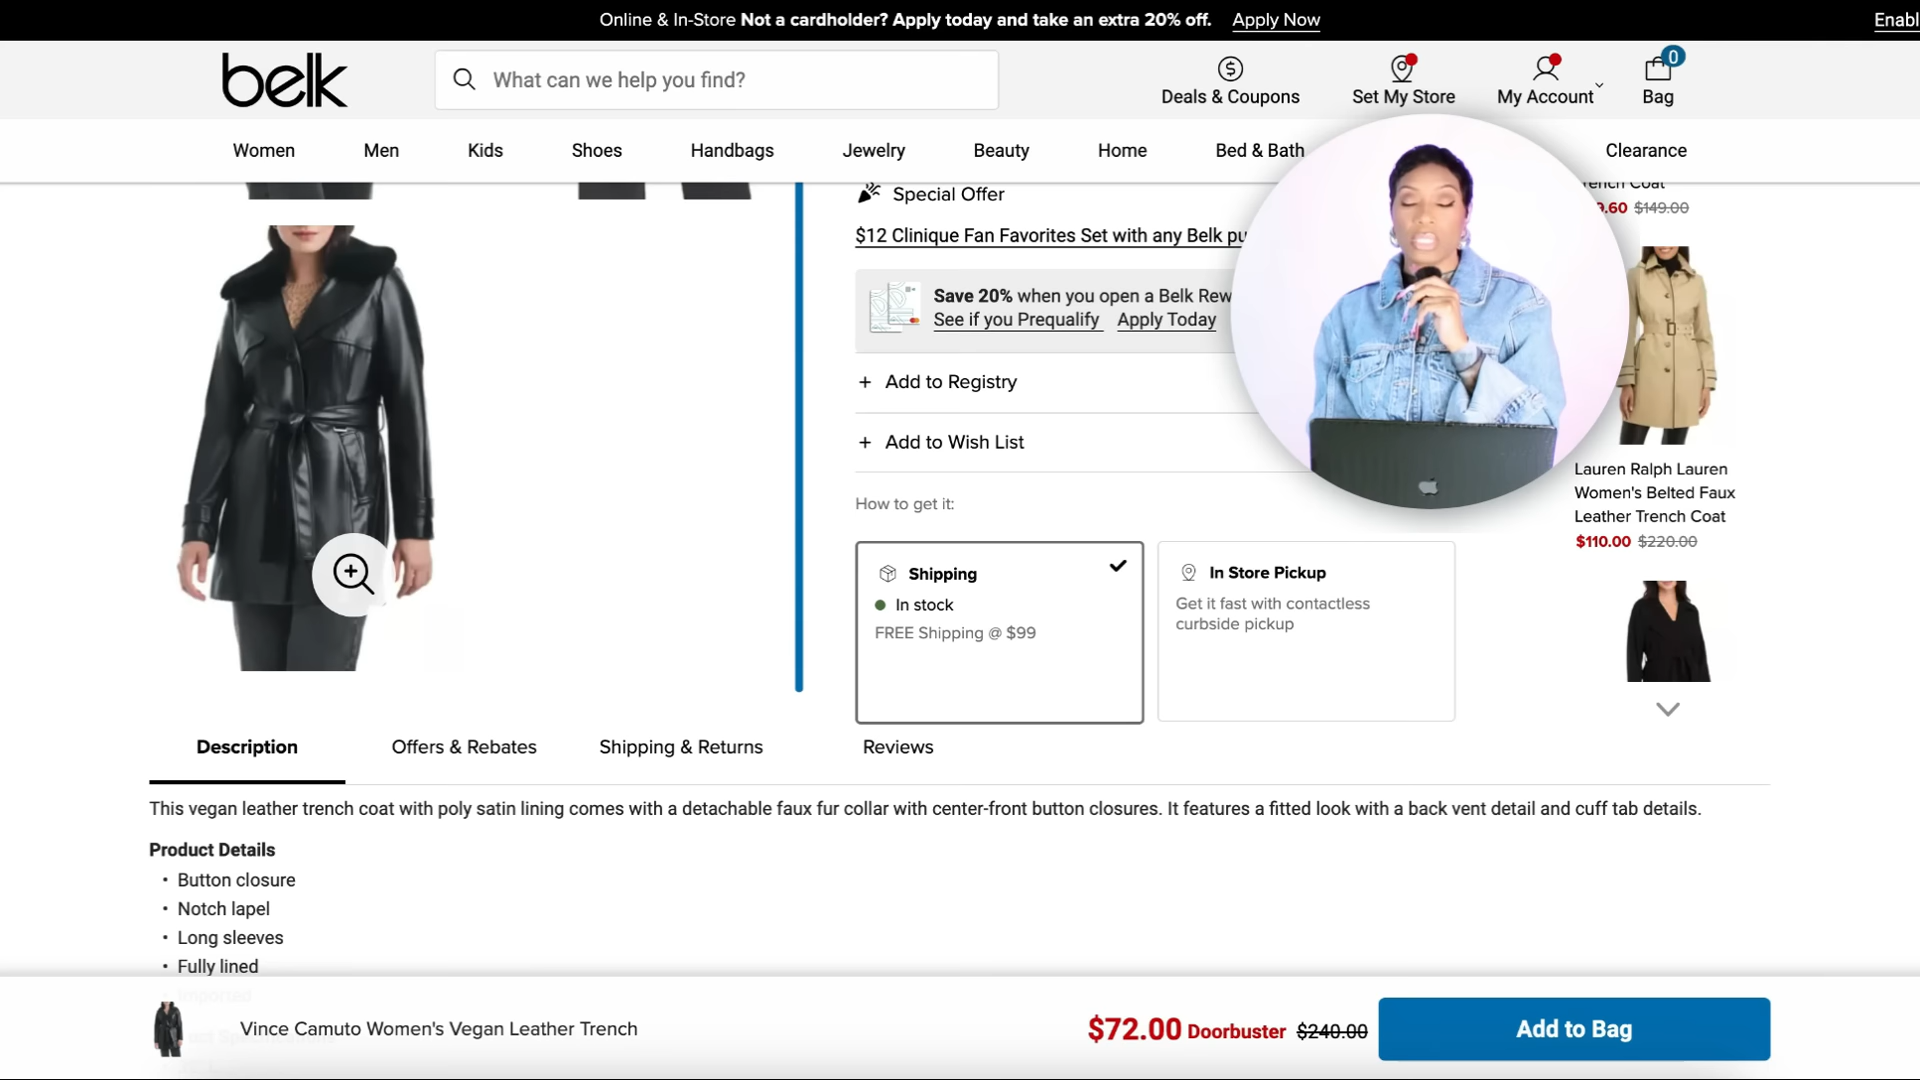 Online & In-Store Not a cardholder? Apply today and take an extra 20% off. Apply Now
Enabl
belk
What can we help you find?
Deals & Coupons
Set My Store
My Account
0
Bag
Women
Men
Kids
Shoes
Handbags
Jewelry
Beauty
Home
Bed & Bath
Clearance
Special Offer
$12 Clinique Fan Favorites Set with any Belk pu
Save 20% when you open a Belk Rew
See if you Prequalify Apply Today
+ Add to Registry
+ Add to Wish List
How to get it:
Shipping
In stock
FREE Shipping @ $99
In Store Pickup
Get it fast with contactless
curbside pickup
Trench Coat
9.60 $149.00
Lauren Ralph Lauren
Women's Belted Faux
Leather Trench Coat
$110.00 $220.00
Description
Offers & Rebates
Shipping & Returns
Reviews
This vegan leather trench coat with poly satin lining comes with a detachable faux fur collar with center-front button closures. It features a fitted look with a back vent detail and cuff tab details.
Product Details
• Button closure
• Notch lapel
• Long sleeves
• Fully lined
Imported
Vince Camuto Women's Vegan Leather Trench
$72.00 Doorbuster $240.00
Add to Bag